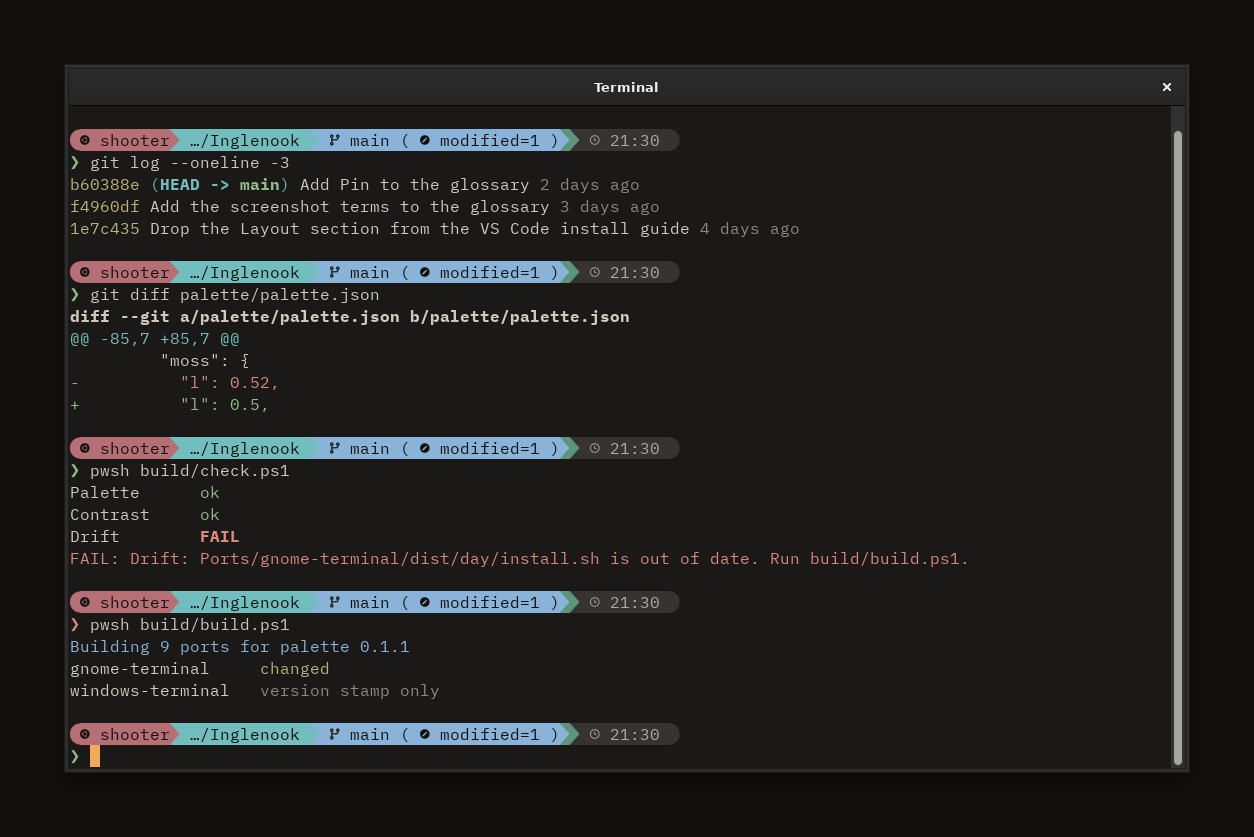 Terminal ×
shooter …/Inglenook main ( modified=1 ) 21:30
❯ git log --oneline -3
b60388e (HEAD -> main) Add Pin to the glossary 2 days ago
f4960df Add the screenshot terms to the glossary 3 days ago
1e7c435 Drop the Layout section from the VS Code install guide 4 days ago
shooter …/Inglenook main ( modified=1 ) 21:30
❯ git diff palette/palette.json
diff --git a/palette/palette.json b/palette/palette.json
@@ -85,7 +85,7 @@
"moss": {
- "l": 0.52,
+ "l": 0.5,
shooter …/Inglenook main ( modified=1 ) 21:30
❯ pwsh build/check.ps1
Palette ok
Contrast ok
Drift FAIL
FAIL: Drift: Ports/gnome-terminal/dist/day/install.sh is out of date. Run build/build.ps1.
shooter …/Inglenook main ( modified=1 ) 21:30
❯ pwsh build/build.ps1
Building 9 ports for palette 0.1.1
gnome-terminal changed
windows-terminal version stamp only
shooter …/Inglenook main ( modified=1 ) 21:30
❯